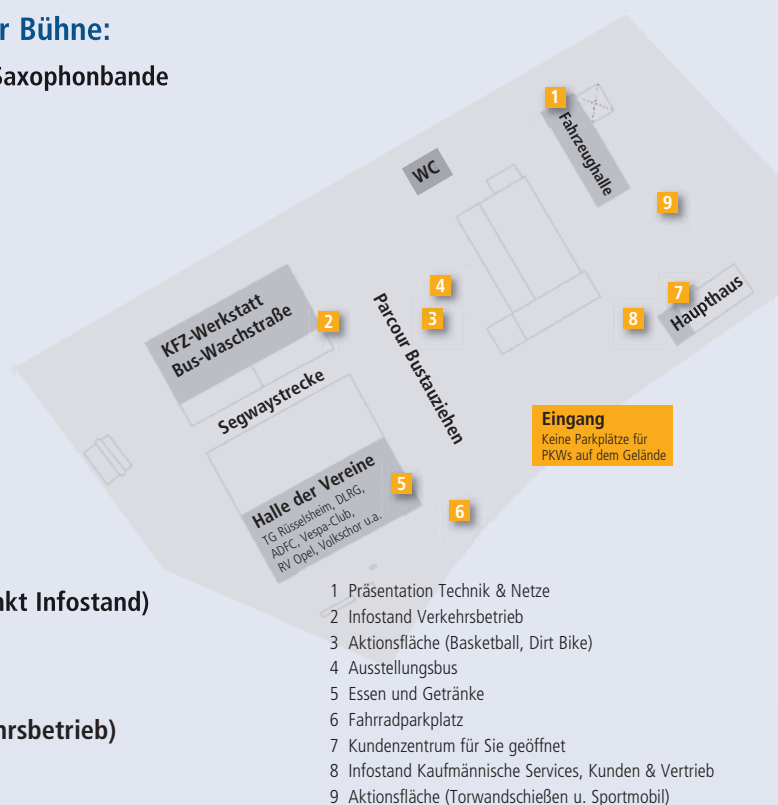 r Bühne:
Saxophonbande
1
Fahrzeughalle
WC
9
4
7
Haupthaus
KFZ-Werkstatt
Bus-Waschstraße
2
3
8
Parcour Bustauziehen
Segwaystrecke
Eingang
Keine Parkplätze für
PKWs auf dem Gelände
Halle der Vereine
TG Rüsselsheim, DLRG,
ADFC, Vespa-Club,
RV Opel, Volkschor u.a.
5
6
nkt Infostand)
hrsbetrieb)
1 Präsentation Technik & Netze
2 Infostand Verkehrsbetrieb
3 Aktionsfläche (Basketball, Dirt Bike)
4 Ausstellungsbus
5 Essen und Getränke
6 Fahrradparkplatz
7 Kundenzentrum für Sie geöffnet
8 Infostand Kaufmännische Services, Kunden & Vertrieb
9 Aktionsfläche (Torwandschießen u. Sportmobil)